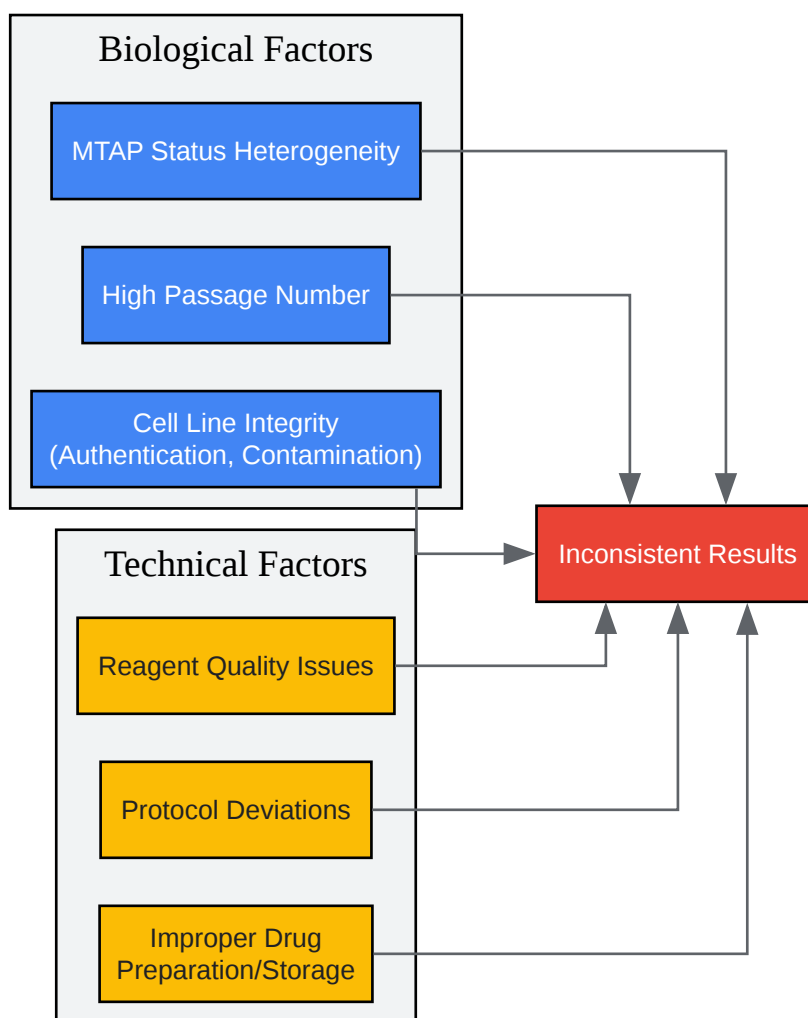 Biological Factors
MTAP Status Heterogeneity
High Passage Number
Cell Line Integrity
(Authentication, Contamination)
Inconsistent Results
Technical Factors
Reagent Quality Issues
Protocol Deviations
Improper Drug
Preparation/Storage